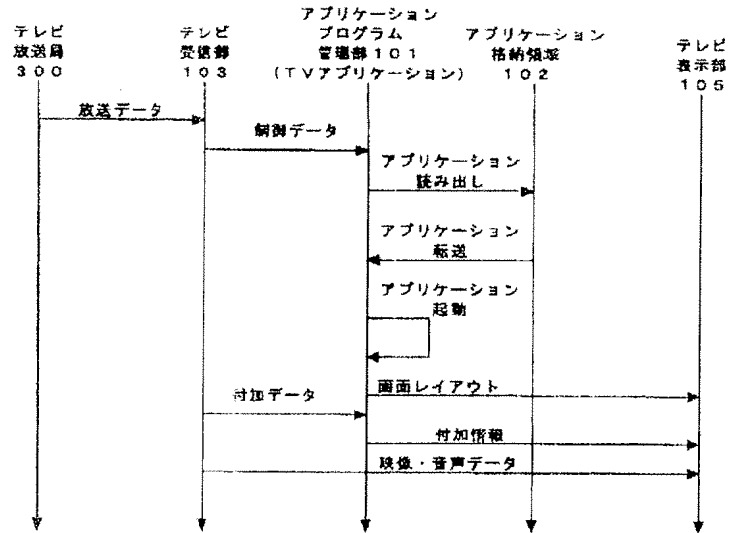 テレビ
放送局
300
テレビ
受信部
103
アプリケーション
プログラム
管理部101
(TVアプリケーション)
アプリケーション
格納領域
102
テレビ
表示部
105
放送データ
制御データ
アプリケーション
読み出し
アプリケーション
転送
アプリケーション
起動
画面レイアウト
付加データ
付加情報
映像・音声データ